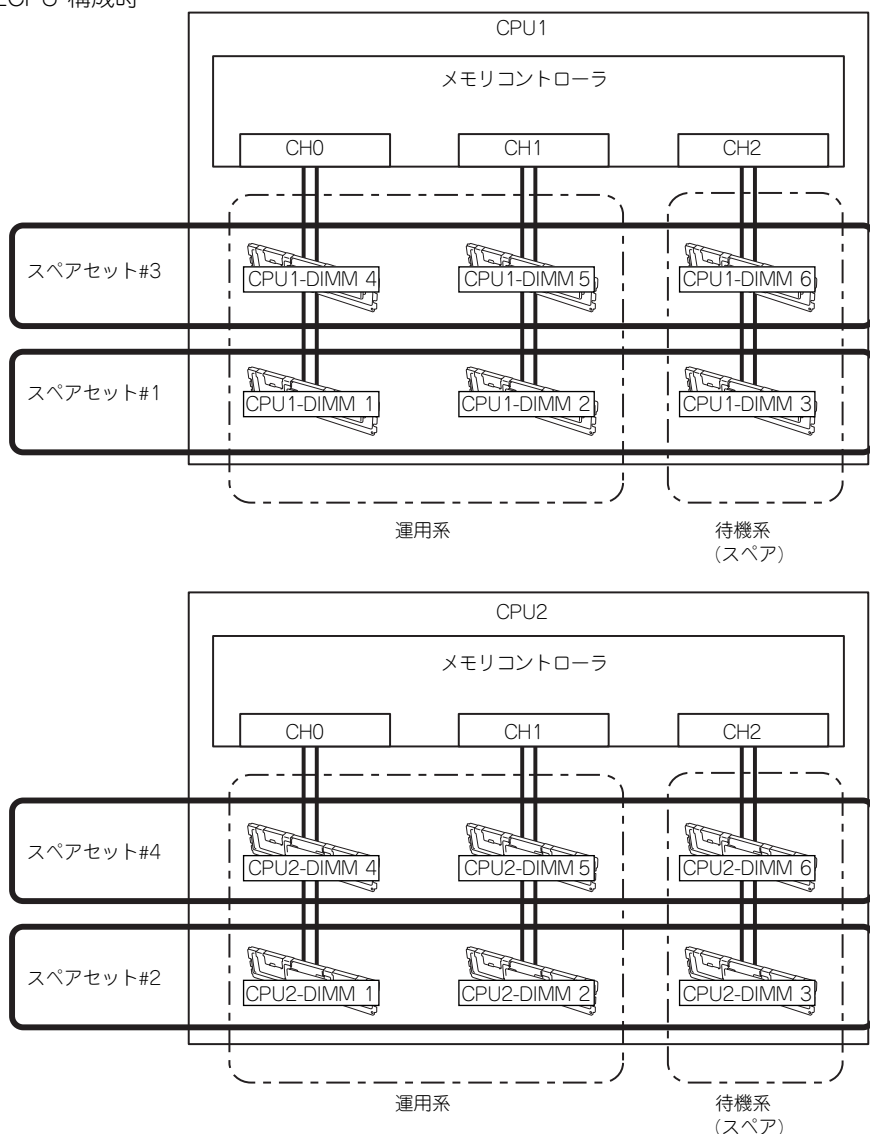 2CPU 構成時
CPU1
メモリコントローラ
CH0 CH1 CH2
スペアセット#3
CPU1-DIMM 4 CPU1-DIMM 5 CPU1-DIMM 6
スペアセット#1
CPU1-DIMM 1 CPU1-DIMM 2 CPU1-DIMM 3
運用系 待機系
(スペア)
CPU2
メモリコントローラ
CH0 CH1 CH2
スペアセット#4
CPU2-DIMM 4 CPU2-DIMM 5 CPU2-DIMM 6
スペアセット#2
CPU2-DIMM 1 CPU2-DIMM 2 CPU2-DIMM 3
運用系 待機系
(スペア)